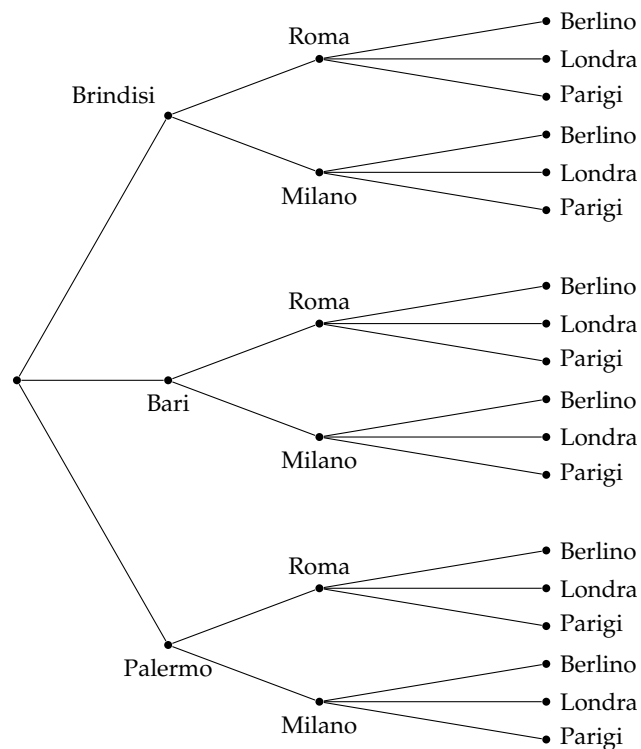 Berlino
Roma
Londra
Parigi
Brindisi
Berlino
Londra
Milano
Parigi
Berlino
Roma
Londra
Parigi
Bari
Berlino
Londra
Milano
Parigi
Berlino
Roma
Londra
Parigi
Palermo
Berlino
Londra
Milano
Parigi